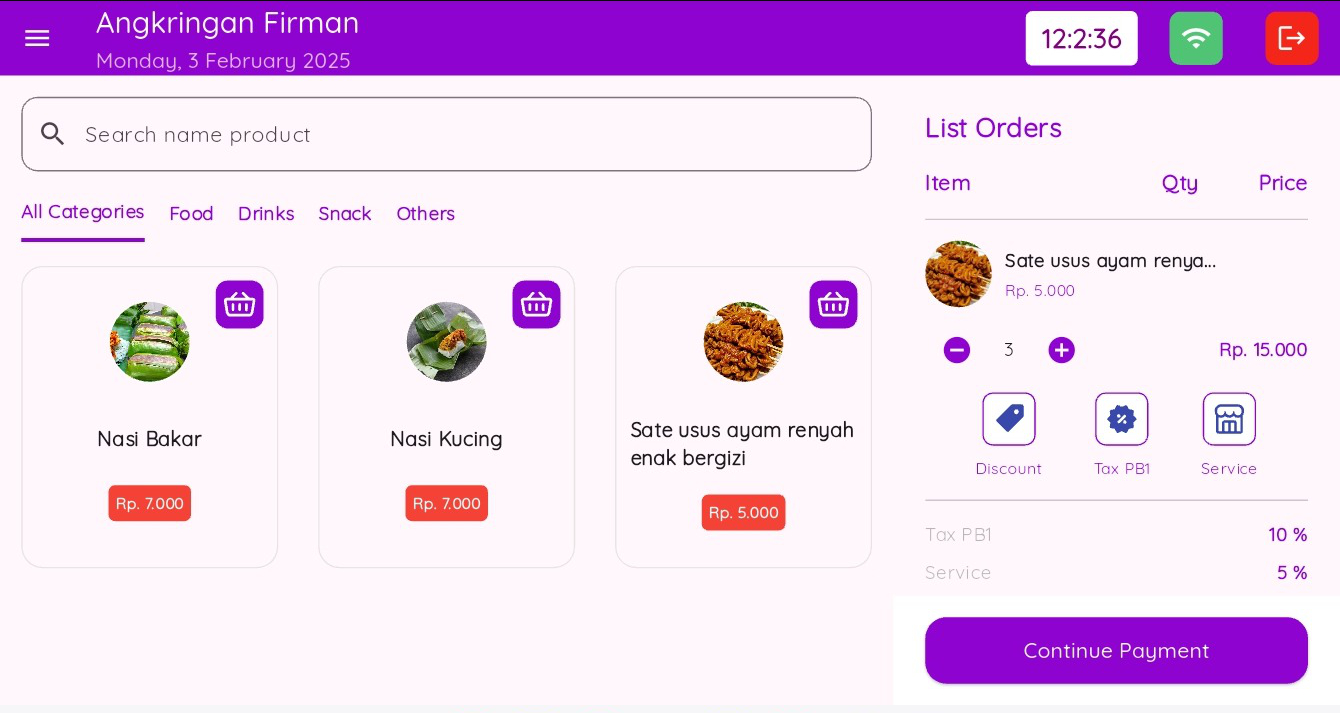 Angkringan Firman
Monday, 3 February 2025
12:2:36
Search name product
All Categories
Food
Drinks
Snack
Others
Nasi Bakar
Rp. 7.000
Nasi Kucing
Rp. 7.000
Sate usus ayam renyah
enak bergizi
Rp. 5.000
List Orders
Item Qty Price
Sate usus ayam renya...
Rp. 5.000
3 Rp. 15.000
Discount Tax PB1 Service
Tax PB1 10 %
Service 5 %
Continue Payment